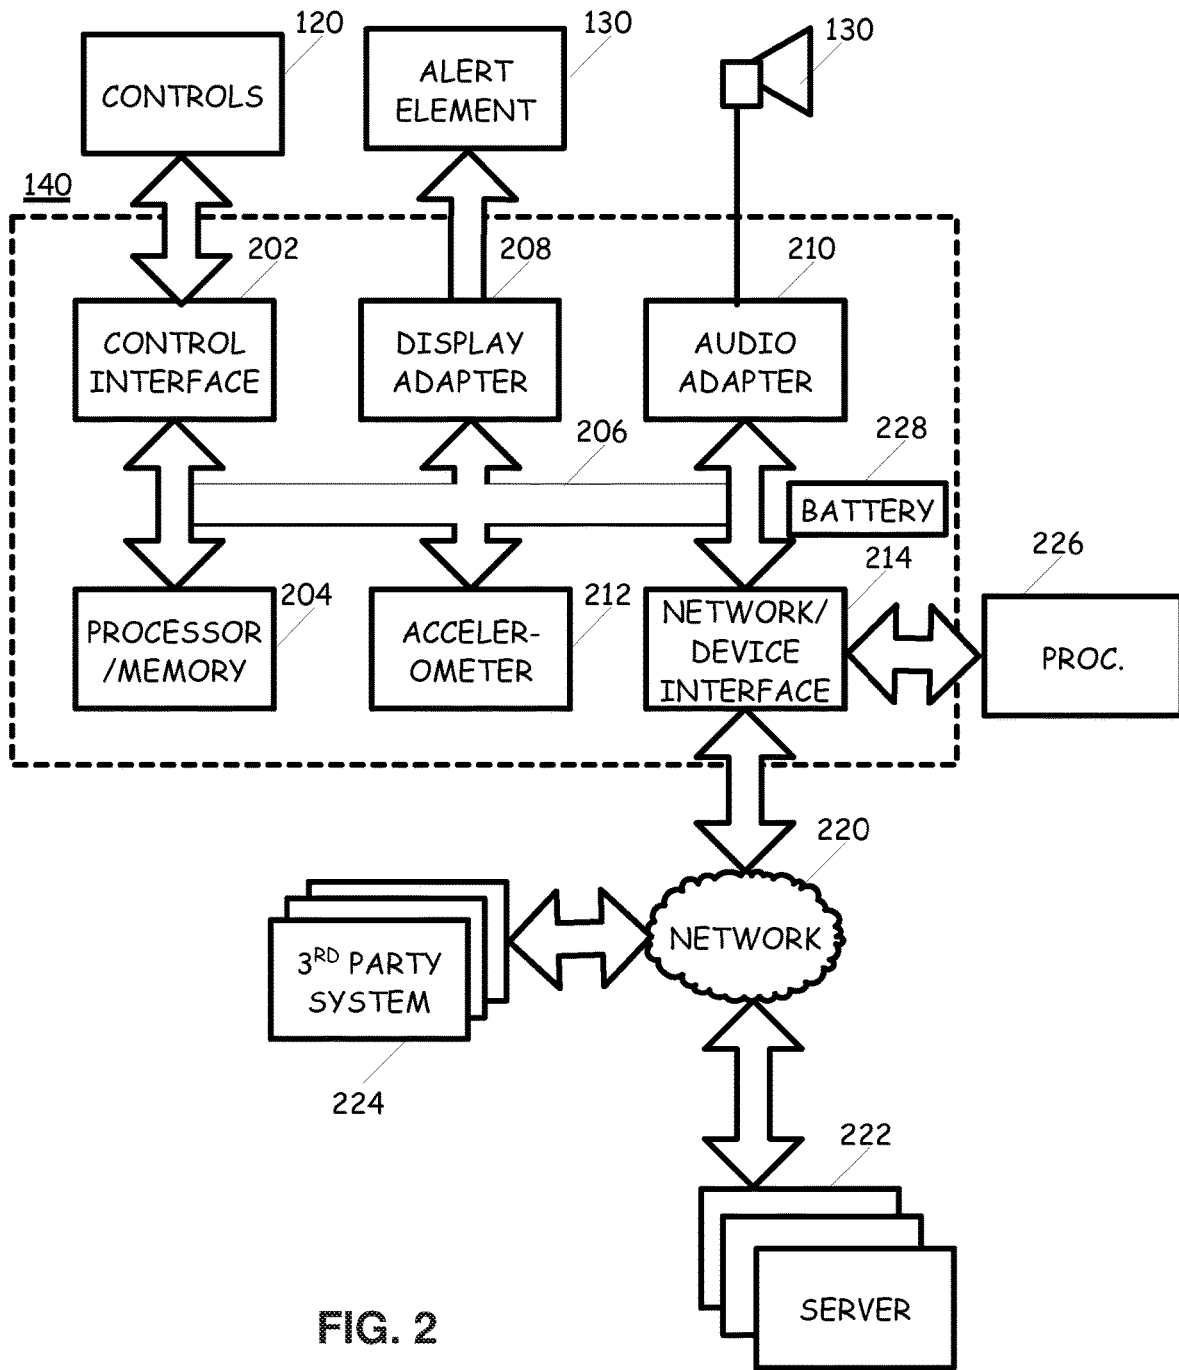 120
130
130
CONTROLS
ALERT
ELEMENT
140
202
208
210
CONTROL
INTERFACE
DISPLAY
ADAPTER
AUDIO
ADAPTER
206
228
BATTERY
204
212
214
226
PROCESSOR
/MEMORY
ACCELER-
OMETER
NETWORK/
DEVICE
INTERFACE
PROC.
220
NETWORK
3RD PARTY
SYSTEM
224
222
SERVER
FIG. 2